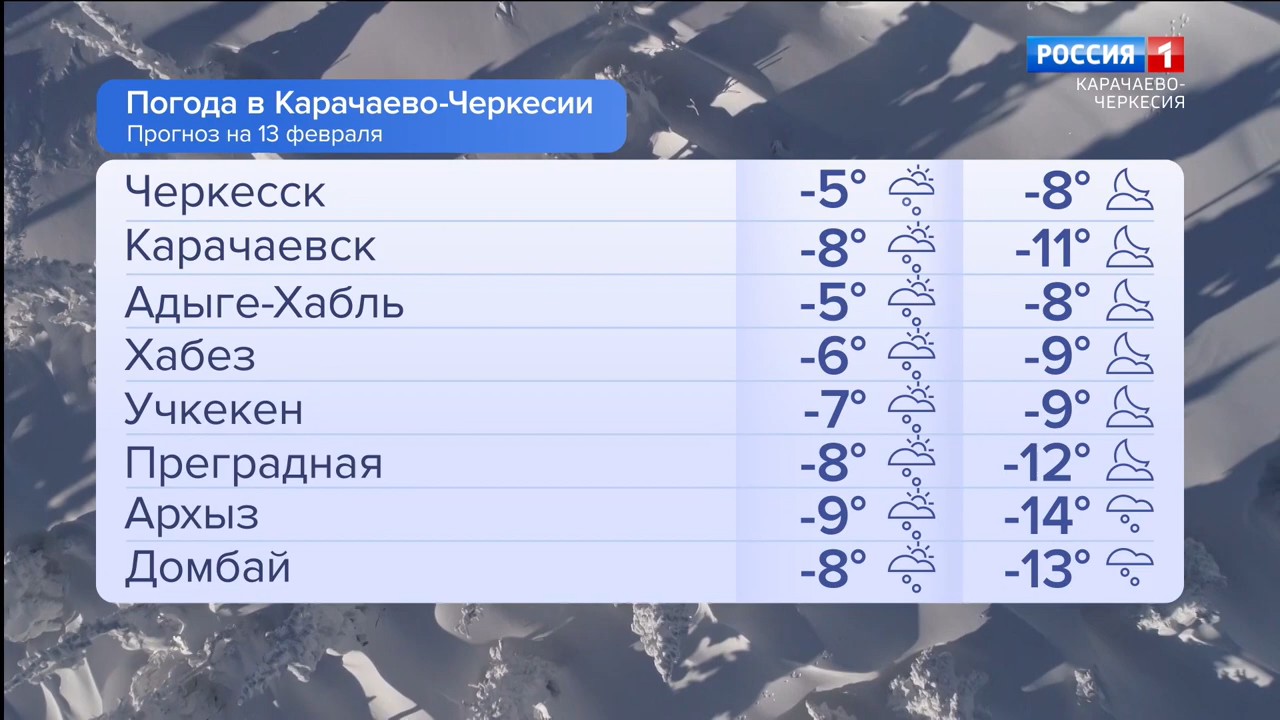 РОССИЯ 1
КАРАЧАЕВО-
ЧЕРКЕСИЯ
Погода в Карачаево-Черкесии
Прогноз на 13 февраля
Черкесск -5° -8°
Карачаевск -8° -11°
Адыге-Хабль -5° -8°
Хабез -6° -9°
Учкекен -7° -9°
Преградная -8° -12°
Архыз -9° -14°
Домбай -8° -13°